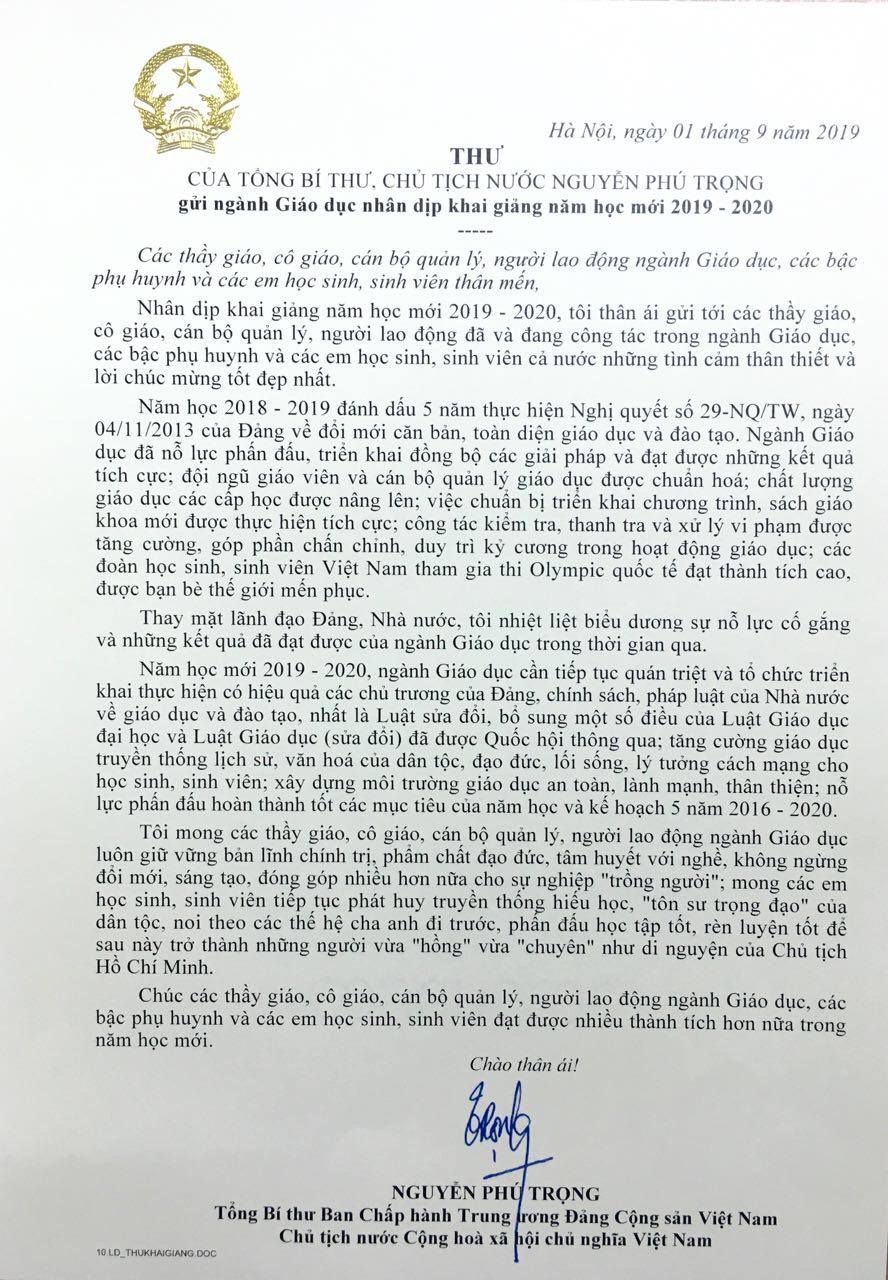 Hà Nội, ngày 01 tháng 9 năm 2019
THƯ
CỦA TỔNG BÍ THƯ, CHỦ TỊCH NƯỚC NGUYỄN PHÚ TRỌNG
gửi ngành Giáo dục nhân dịp khai giảng năm học mới 2019 - 2020
-----
Các thầy giáo, cô giáo, cán bộ quản lý, người lao động ngành Giáo dục, các bậc
phụ huynh và các em học sinh, sinh viên thân mến,
Nhân dịp khai giảng năm học mới 2019 - 2020, tôi thân ái gửi tới các thầy giáo,
cô giáo, cán bộ quản lý, người lao động đã và đang công tác trong ngành Giáo dục,
các bậc phụ huynh và các em học sinh, sinh viên cả nước những tình cảm thân thiết và
lời chúc mừng tốt đẹp nhất.
Năm học 2018 - 2019 đánh dấu 5 năm thực hiện Nghị quyết số 29-NQ/TW, ngày
04/11/2013 của Đảng về đổi mới căn bản, toàn diện giáo dục và đào tạo. Ngành Giáo
dục đã nỗ lực phấn đấu, triển khai đồng bộ các giải pháp và đạt được những kết quả
tích cực; đội ngũ giáo viên và cán bộ quản lý giáo dục được chuẩn hoá; chất lượng
giáo dục các cấp học được nâng lên; việc chuẩn bị triển khai chương trình, sách giáo
khoa mới được thực hiện tích cực; công tác kiểm tra, thanh tra và xử lý vi phạm được
tăng cường, góp phần chấn chỉnh, duy trì kỷ cương trong hoạt động giáo dục; các
đoàn học sinh, sinh viên Việt Nam tham gia thi Olympic quốc tế đạt thành tích cao,
được bạn bè thế giới mến phục.
Thay mặt lãnh đạo Đảng, Nhà nước, tôi nhiệt liệt biểu dương sự nỗ lực cố gắng
và những kết quả đã đạt được của ngành Giáo dục trong thời gian qua.
Năm học mới 2019 - 2020, ngành Giáo dục cần tiếp tục quán triệt và tổ chức triển
khai thực hiện có hiệu quả các chủ trương của Đảng, chính sách, pháp luật của Nhà nước
về giáo dục và đào tạo, nhất là Luật sửa đổi, bổ sung một số điều của Luật Giáo dục
đại học và Luật Giáo dục (sửa đổi) đã được Quốc hội thông qua; tăng cường giáo dục
truyền thống lịch sử, văn hoá của dân tộc, đạo đức, lối sống, lý tưởng cách mạng cho
học sinh, sinh viên; xây dựng môi trường giáo dục an toàn, lành mạnh, thân thiện; nỗ
lực phấn đấu hoàn thành tốt các mục tiêu của năm học và kế hoạch 5 năm 2016 - 2020.
Tôi mong các thầy giáo, cô giáo, cán bộ quản lý, người lao động ngành Giáo dục
luôn giữ vững bản lĩnh chính trị, phẩm chất đạo đức, tâm huyết với nghề, không ngừng
đổi mới, sáng tạo, đóng góp nhiều hơn nữa cho sự nghiệp "trồng người"; mong các em
học sinh, sinh viên tiếp tục phát huy truyền thống hiếu học, "tôn sư trọng đạo" của
dân tộc, noi theo các thế hệ cha anh đi trước, phấn đấu học tập tốt, rèn luyện tốt để
sau này trở thành những người vừa "hồng" vừa "chuyên" như di nguyện của Chủ tịch
Hồ Chí Minh.
Chúc các thầy giáo, cô giáo, cán bộ quản lý, người lao động ngành Giáo dục, các
bậc phụ huynh và các em học sinh, sinh viên đạt được nhiều thành tích hơn nữa trong
năm học mới.
Chào thân ái!
Trọng
NGUYỄN PHÚ TRỌNG
Tổng Bí thư Ban Chấp hành Trung ương Đảng Cộng sản Việt Nam
Chủ tịch nước Cộng hoà xã hội chủ nghĩa Việt Nam
10.LD_THUKHAIGIANG.DOC